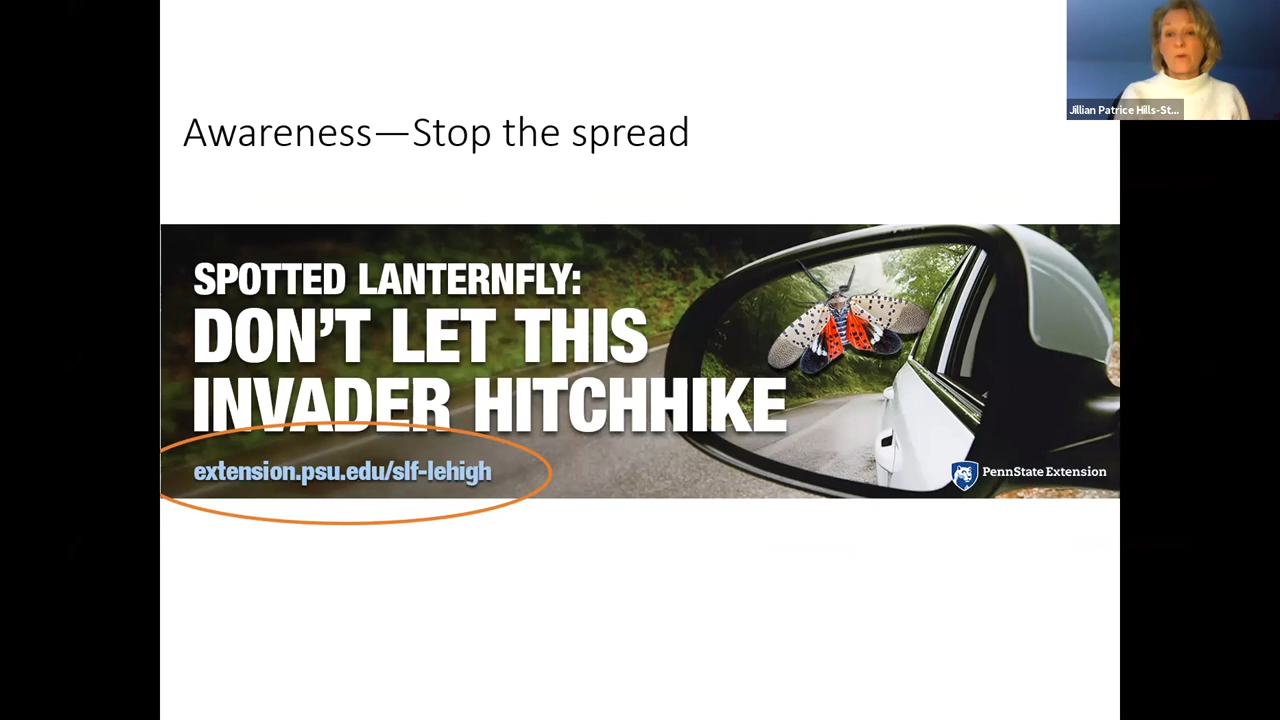 Awareness—Stop the spread
Jillian Patrice Hills-St...
SPOTTED LANTERNFLY:
DON'T LET THIS
INVADER HITCHHIKE
extension.psu.edu/slf-lehigh
PennState Extension